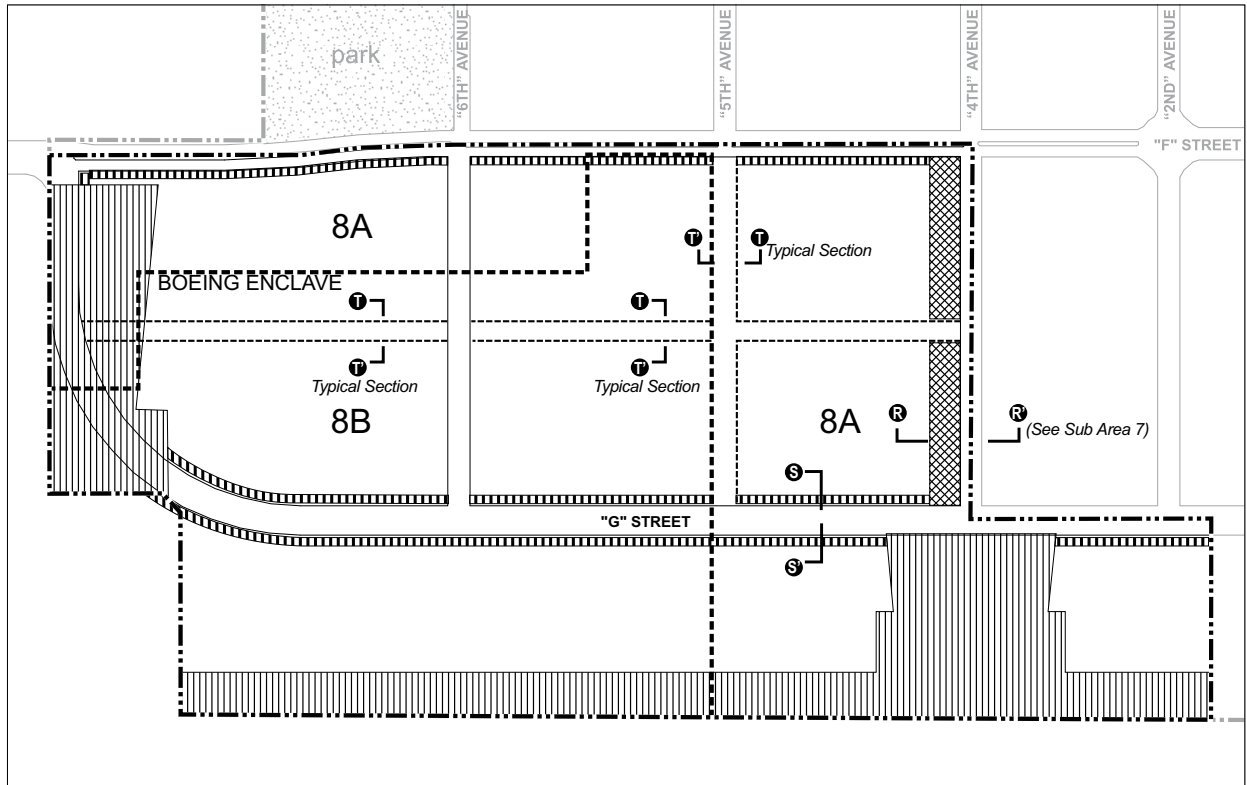 park
"6TH" AVENUE
"5TH" AVENUE
"4TH" AVENUE
"2ND" AVENUE
"F" STREET
8A
T'
T
Typical Section
BOEING ENCLAVE
T
T
T'
T'
Typical Section
Typical Section
8B
8A
R
R'
(See Sub Area 7)
S
"G" STREET
S'